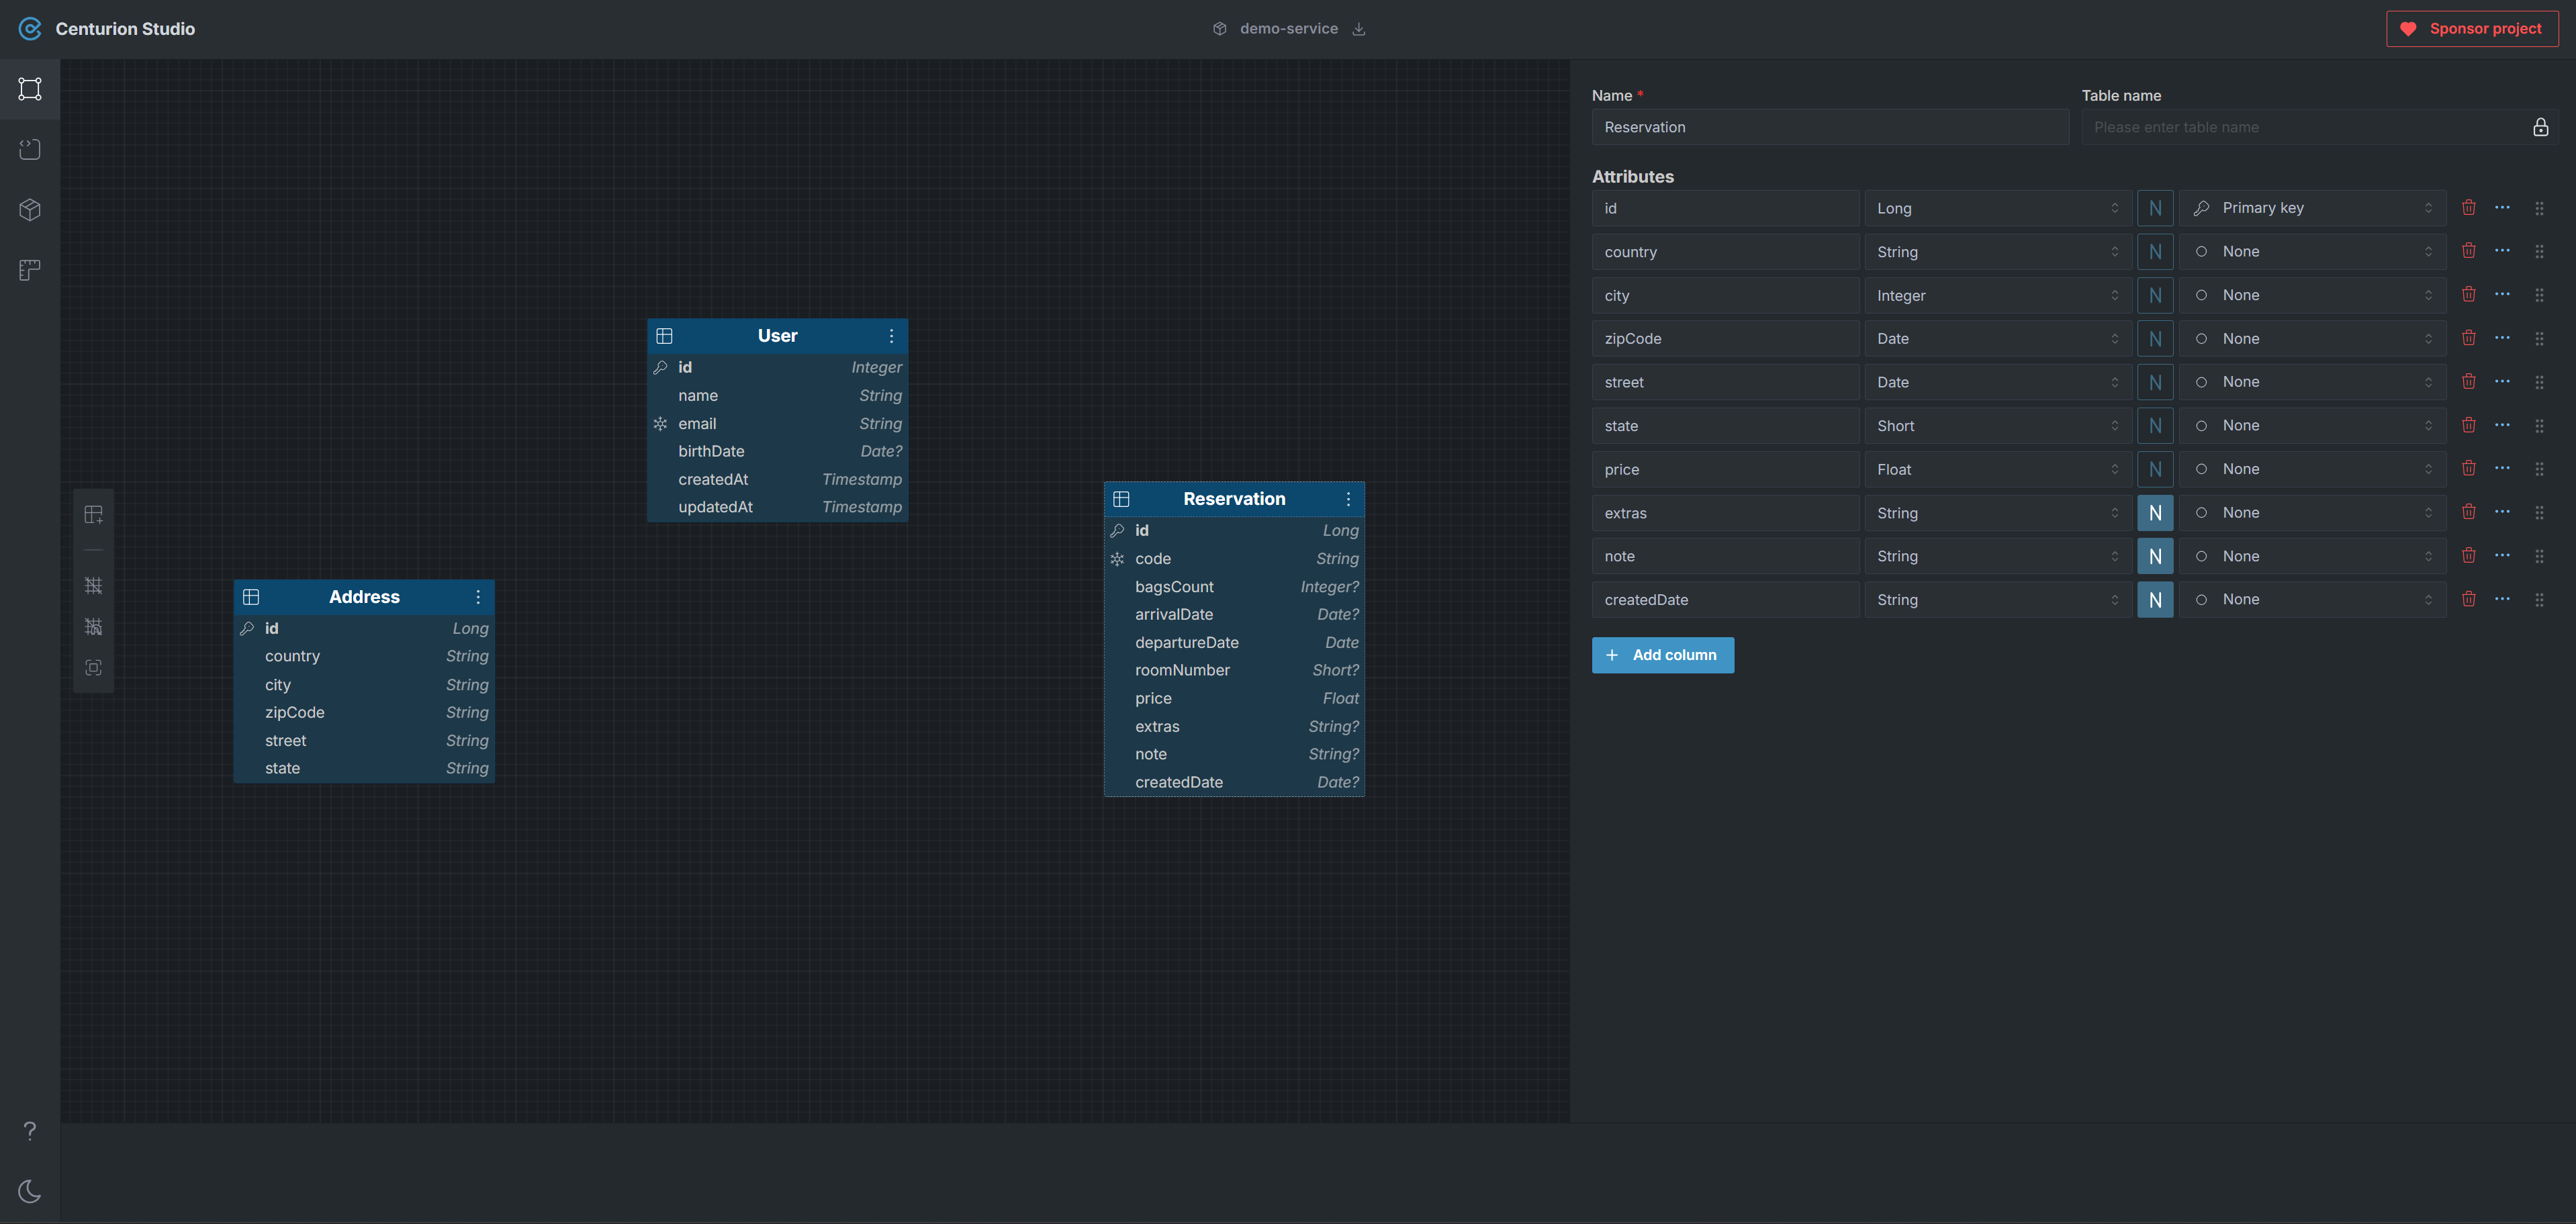 Centurion Studio
demo-service
Sponsor project
User
id Integer
name String
email String
birthDate Date?
createdAt Timestamp
updatedAt Timestamp
Address
id Long
country String
city String
zipCode String
street String
state String
Reservation
id Long
code String
bagsCount Integer?
arrivalDate Date?
departureDate Date
roomNumber Short?
price Float
extras String?
note String?
createdDate Date?
Name * Table name
Reservation Please enter table name
Attributes
id Long N Primary key
country String N None
city Integer N None
zipCode Date N None
street Date N None
state Short N None
price Float N None
extras String N None
note String N None
createdDate String N None
+ Add column
?